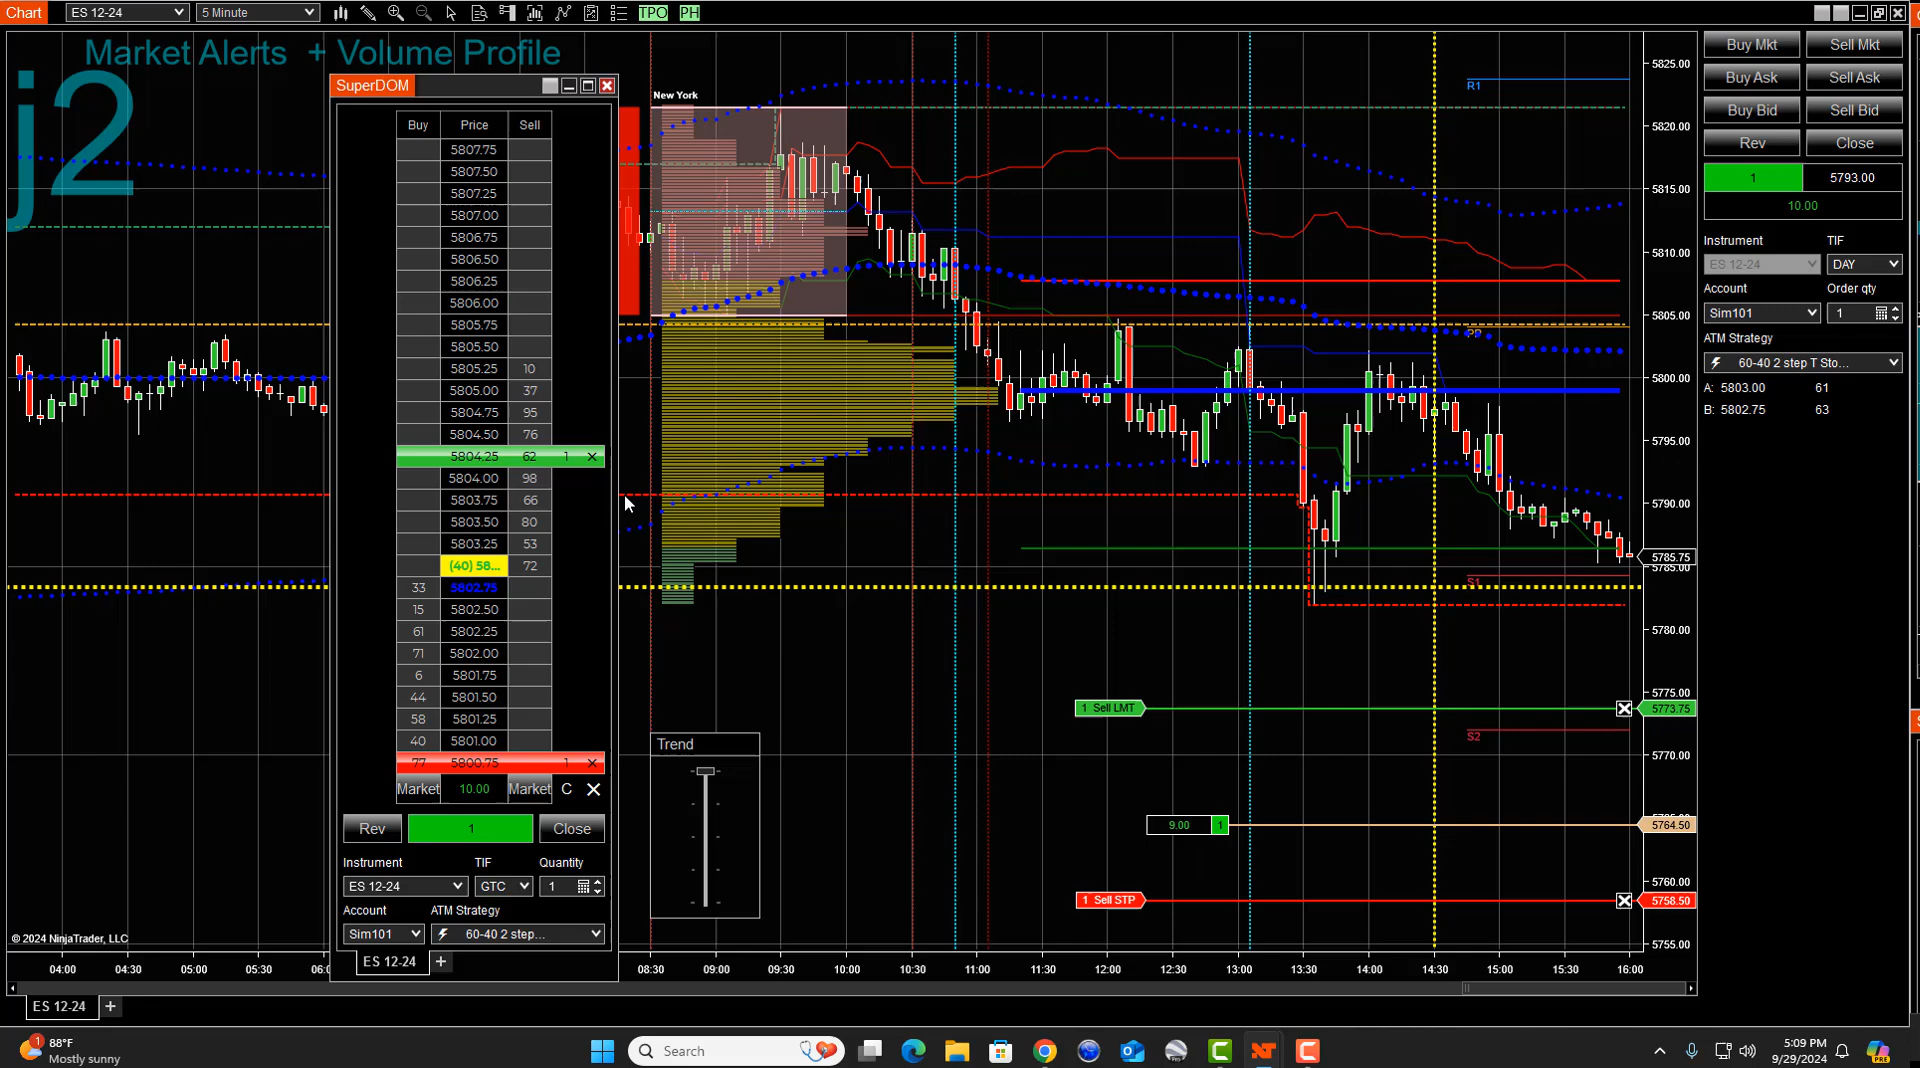 Chart
ES 12-24
5 Minute
TPO
PH
Market Alerts + Volume Profile
j2
SuperDOM
Buy Price Sell
5807.75
5807.50
5807.25
5807.00
5806.75
5806.50
5806.25
5806.00
5805.75
5805.50
5805.25 10
5805.00 37
5804.75 95
5804.50 76
5804.25 62 1 ×
5804.00 98
5803.75 66
5803.50 80
5803.25 53
(40) 58... 72
33 5802.75
15 5802.50
61 5802.25
71 5802.00
6 5801.75
44 5801.50
58 5801.25
40 5801.00
77 5800.75 1 ×
Market 10.00 Market C X
Rev 1 Close
Instrument TIF Quantity
ES 12-24 GTC 1
Account ATM Strategy
Sim101 60-40 2 step...
ES 12-24 +
New York
R1
PP
S1
S2
Trend
1 Sell LMT
9.00 1
1 Sell STP
5825.00
5820.00
5815.00
5810.00
5805.00
5800.00
5795.00
5790.00
5785.75
5785.00
5780.00
5775.00
5773.75
5770.00
5764.50
5760.00
5758.50
5755.00
Buy Mkt Sell Mkt
Buy Ask Sell Ask
Buy Bid Sell Bid
Rev Close
1 5793.00
10.00
Instrument TIF
ES 12-24 DAY
Account Order qty
Sim101 1
ATM Strategy
60-40 2 step T Sto...
A: 5803.00 61
B: 5802.75 63
© 2024 NinjaTrader, LLC
04:00 04:30 05:00 05:30 06:0 08:30 09:00 09:30 10:00 10:30 11:00 11:30 12:00 12:30 13:00 13:30 14:00 14:30 15:00 15:30 16:00
ES 12-24 +
1
88°F
Mostly sunny
Search
5:09 PM
9/29/2024
PRE